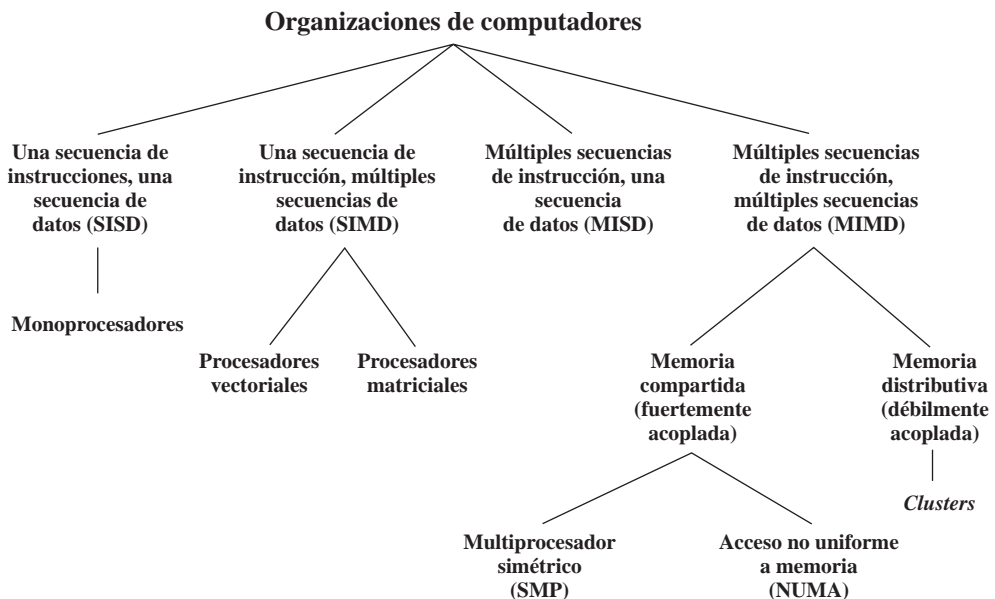 Organizaciones de computadores
Una secuencia de
instrucciones, una
secuencia de
datos (SISD)
Una secuencia de
instrucción, múltiples
secuencias de
datos (SIMD)
Múltiples secuencias
de instrucción, una
secuencia
de datos (MISD)
Múltiples secuencias
de instrucción,
múltiples secuencias
de datos (MIMD)
Monoprocesadores
Procesadores
vectoriales
Procesadores
matriciales
Memoria
compartida
(fuertemente
acoplada)
Memoria
distributiva
(débilmente
acoplada)
Clusters
Multiprocesador
simétrico
(SMP)
Acceso no uniforme
a memoria
(NUMA)